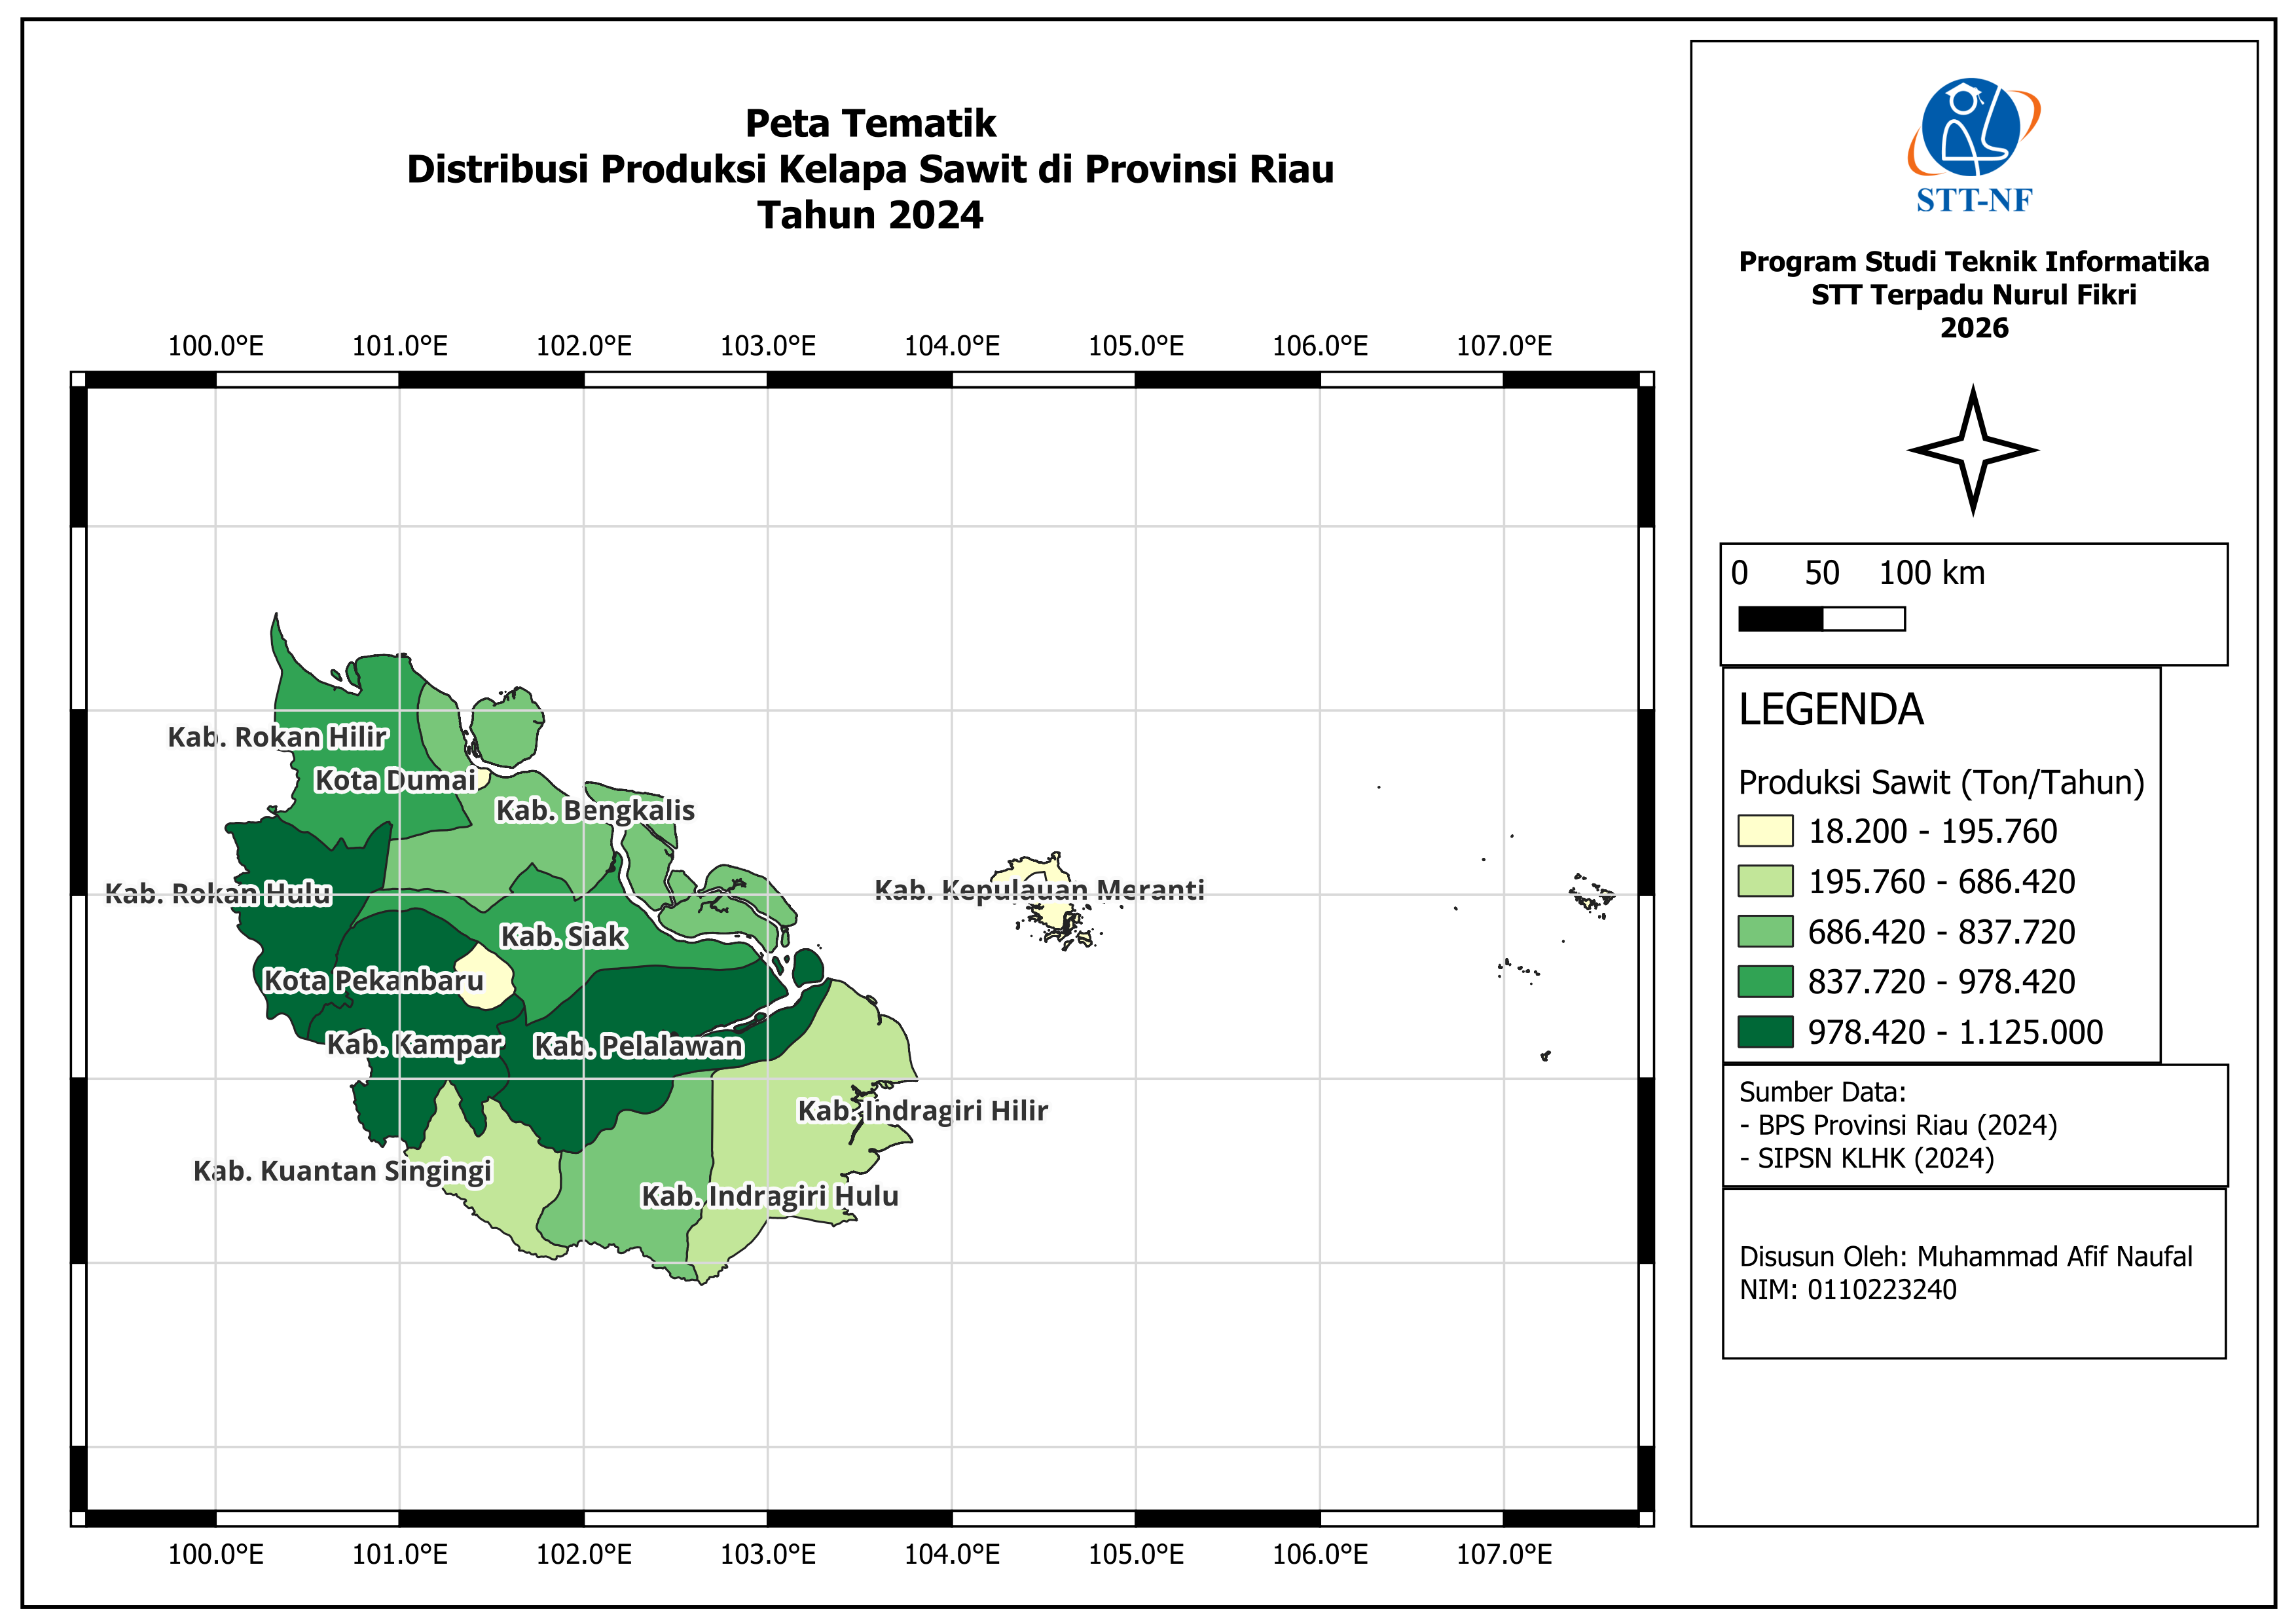 Peta Tematik
Distribusi Produksi Kelapa Sawit di Provinsi Riau
Tahun 2024
100.0°E 101.0°E 102.0°E 103.0°E 104.0°E 105.0°E 106.0°E 107.0°E
Kab. Rokan Hilir
Kota Dumai
Kab. Bengkalis
Kab. Rokan Hulu
Kab. Kepulauan Meranti
Kab. Siak
Kota Pekanbaru
Kab. Kampar
Kab. Pelalawan
Kab. Indragiri Hilir
Kab. Kuantan Singingi
Kab. Indragiri Hulu
100.0°E 101.0°E 102.0°E 103.0°E 104.0°E 105.0°E 106.0°E 107.0°E
STT-NF
Program Studi Teknik Informatika
STT Terpadu Nurul Fikri
2026
0 50 100 km
LEGENDA
Produksi Sawit (Ton/Tahun)
18.200 - 195.760
195.760 - 686.420
686.420 - 837.720
837.720 - 978.420
978.420 - 1.125.000
Sumber Data:
- BPS Provinsi Riau (2024)
- SIPSN KLHK (2024)
Disusun Oleh: Muhammad Afif Naufal
NIM: 0110223240